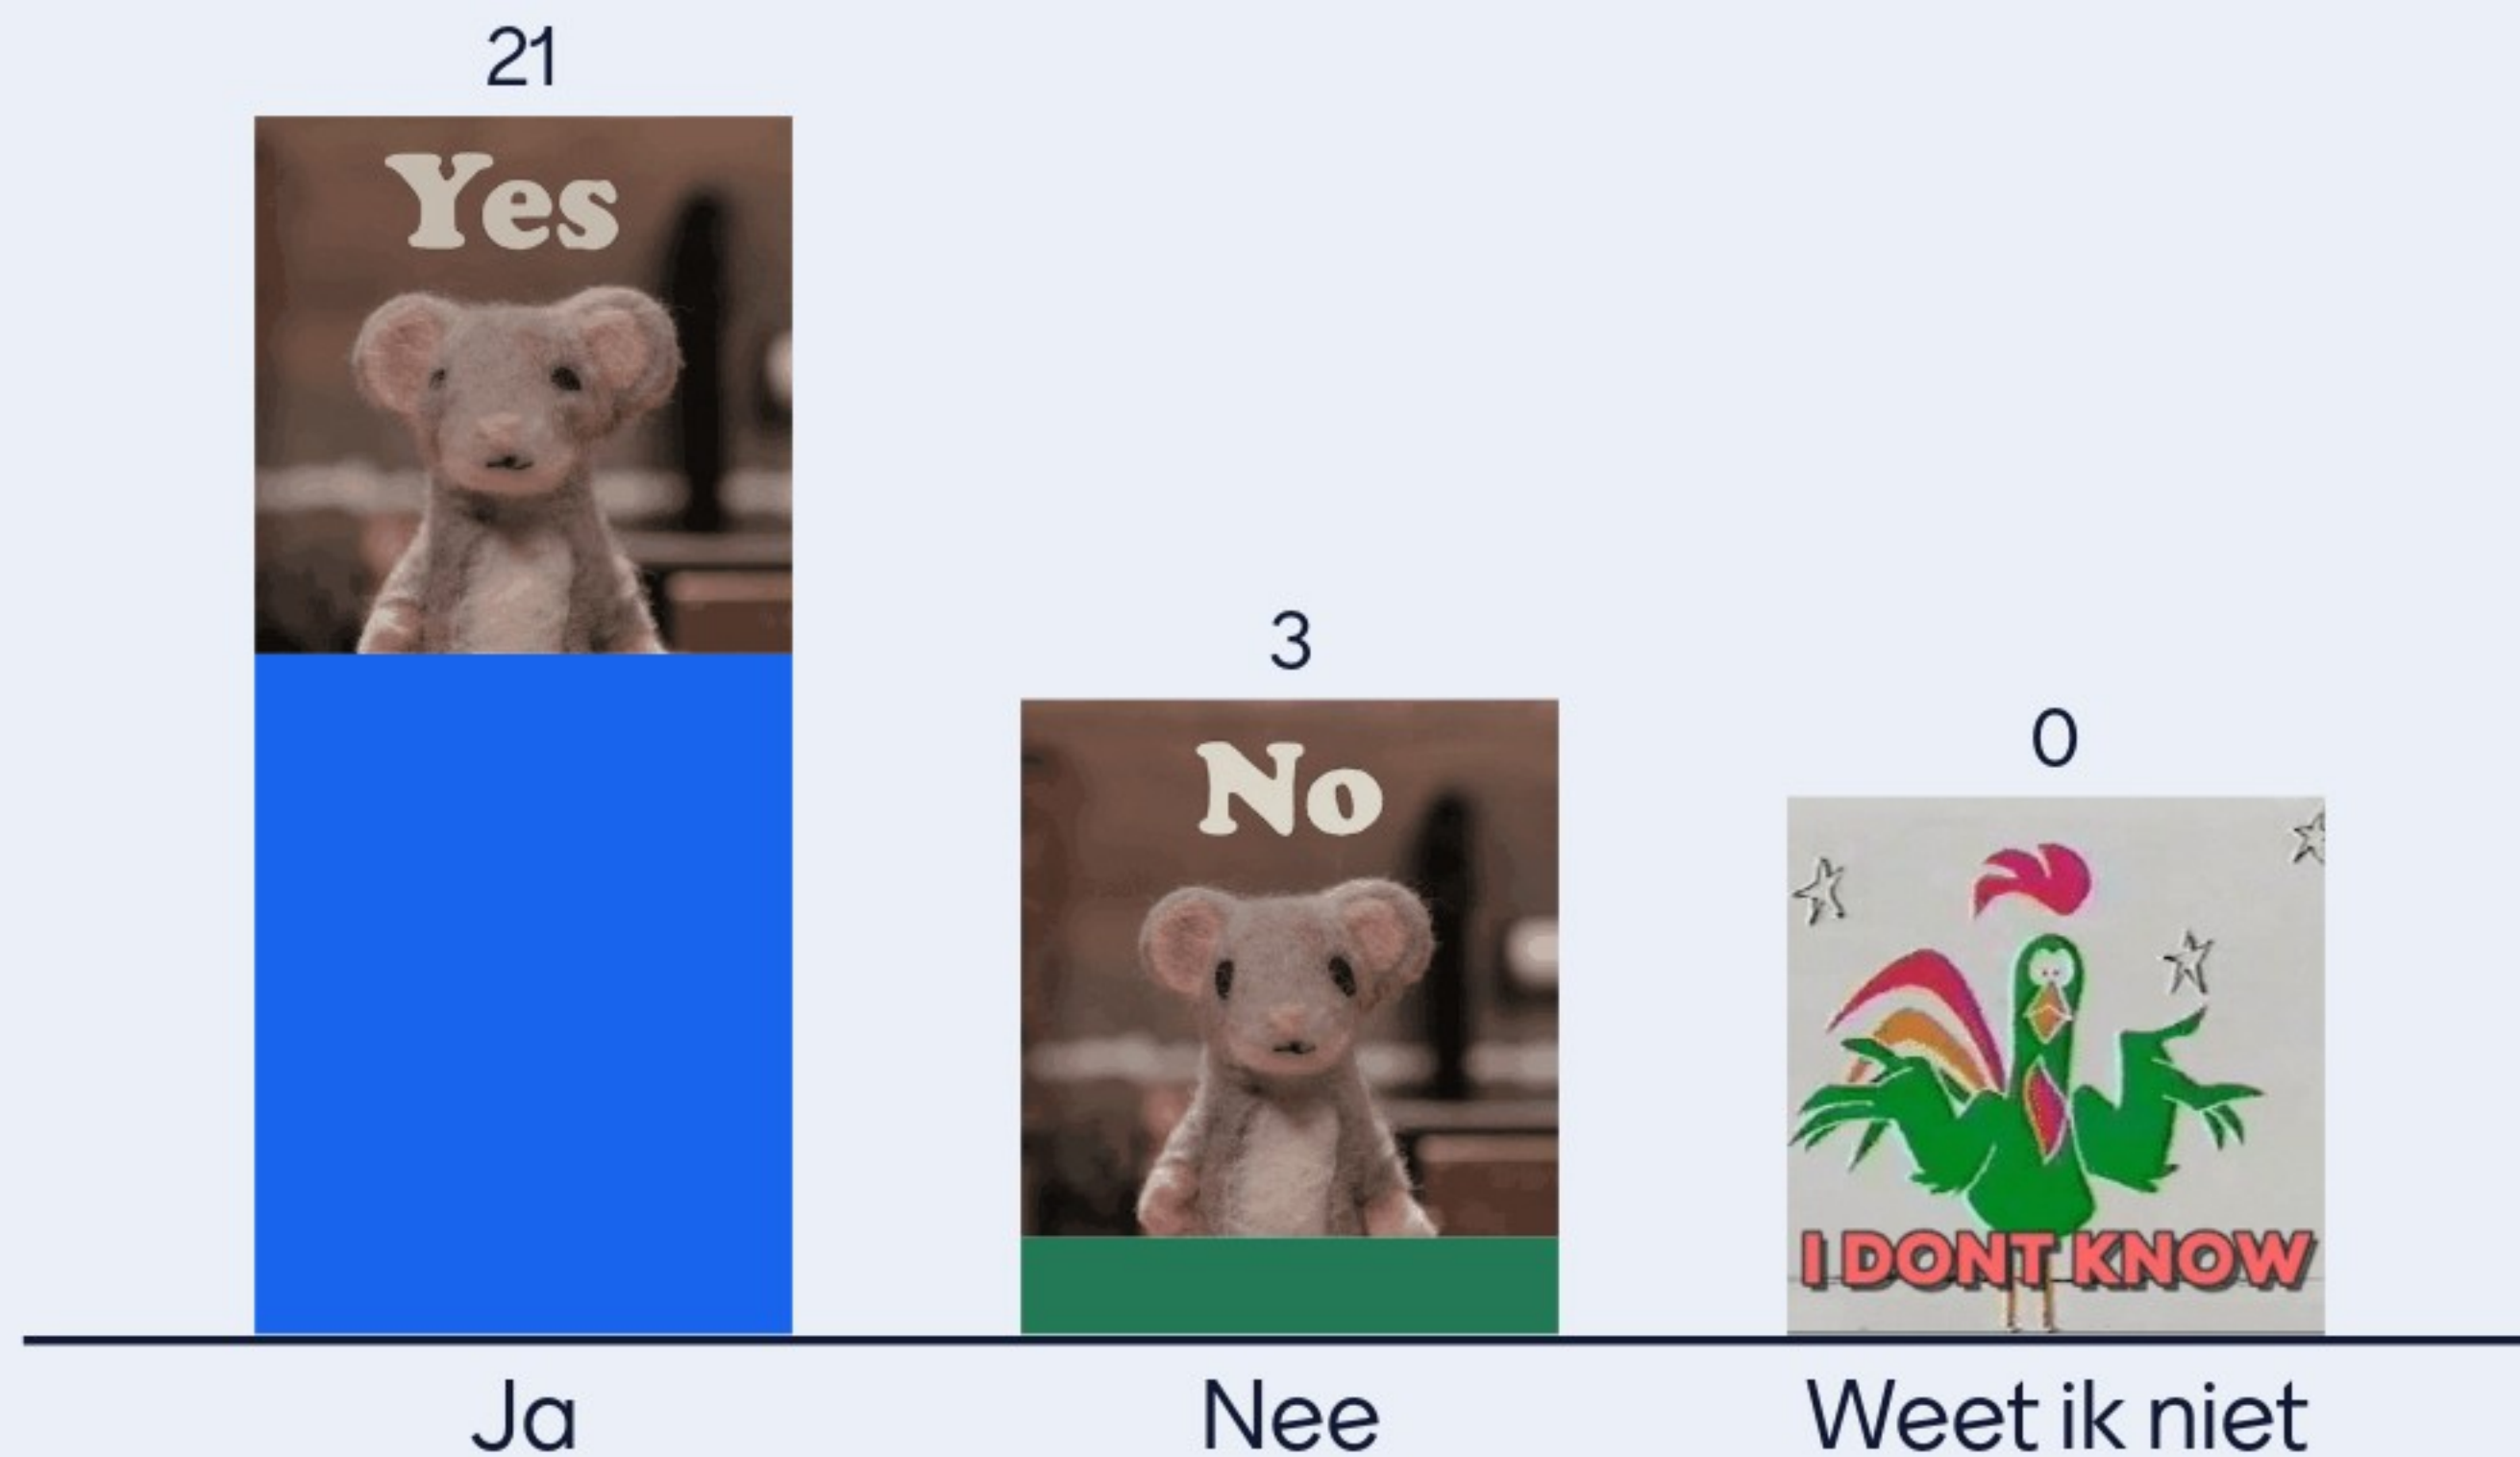 21
Yes
3
No
0
I DONT KNOW
Ja
Nee
Weet ik niet